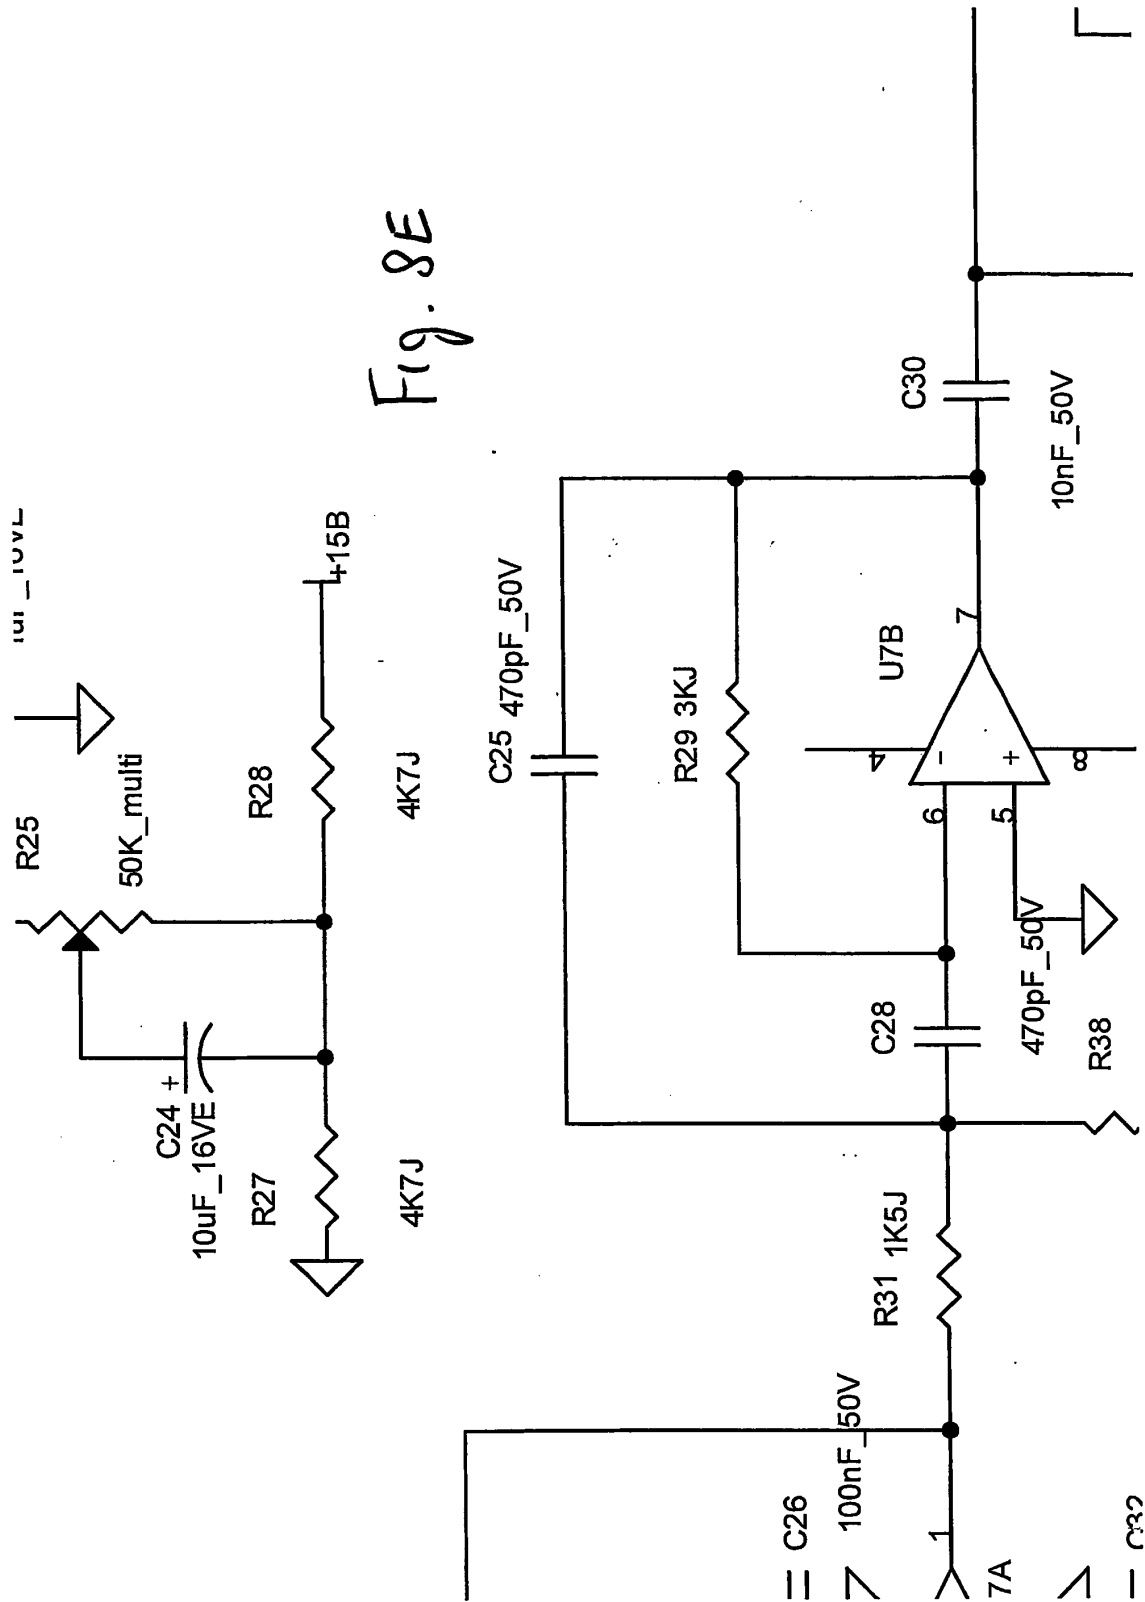 R25
50K_multi
+15B
R28
4K7J
C24 +
10uF_16VE
R27
4K7J
Fig. 8E
C25 470pF_50V
R29 3KJ
U7B
4
-
6
7
+
5
8
C30
10nF_50V
C28
470pF_50V
R38
R31 1K5J
C26
100nF_50V
1
7A
C32